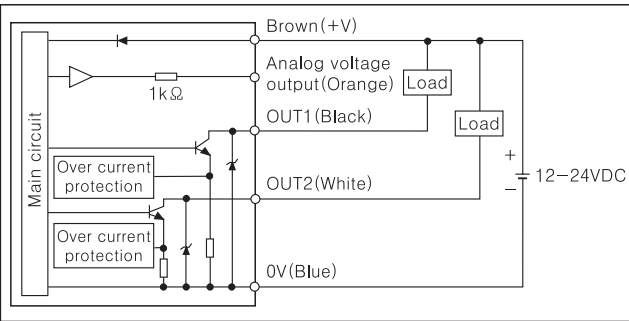 Brown(+V)
Analog voltage
output(Orange)
Load
1kΩ
OUT1(Black)
Load
Main circuit
Over current
protection
OUT2(White)
+
12-24VDC
−
Over current
protection
0V(Blue)